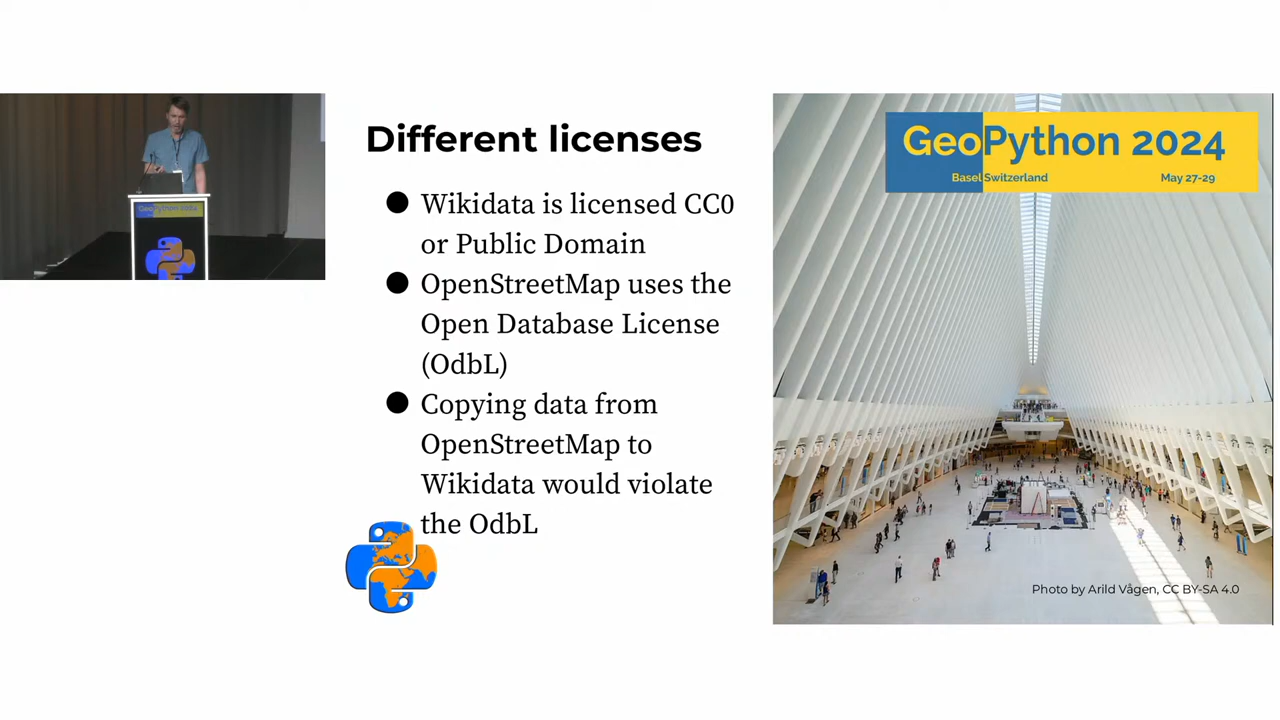 Different licenses
● Wikidata is licensed CC0
or Public Domain
● OpenStreetMap uses the
Open Database License
(OdbL)
● Copying data from
OpenStreetMap to
Wikidata would violate
the OdbL
GeoPython 2024
Basel Switzerland May 27-29
Photo by Arild Vågen, CC BY-SA 4.0
GeoPython 2024